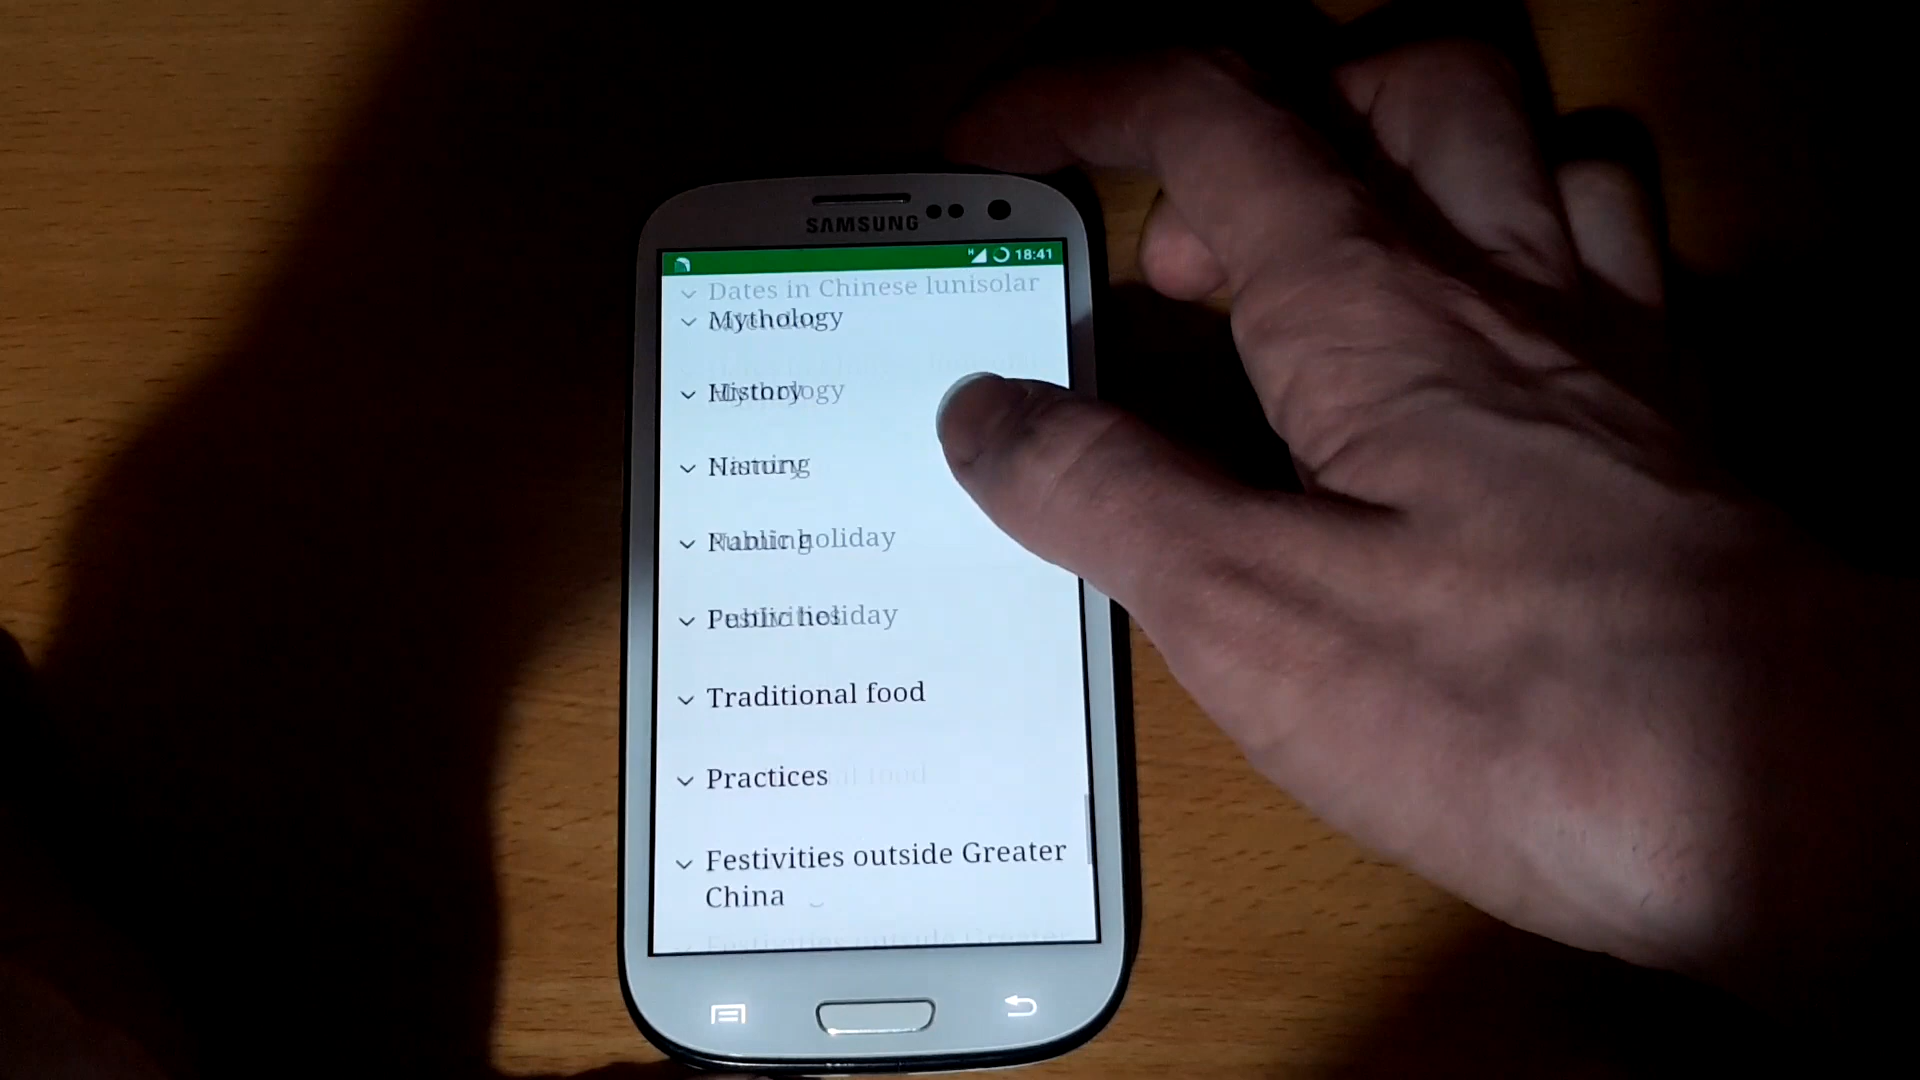 SAMSUNG
H 18:41
Dates in Chinese lunisolar
Mythology
History
Naming
Public holiday
Festivities
Traditional food
Practices
Festivities outside Greater
China